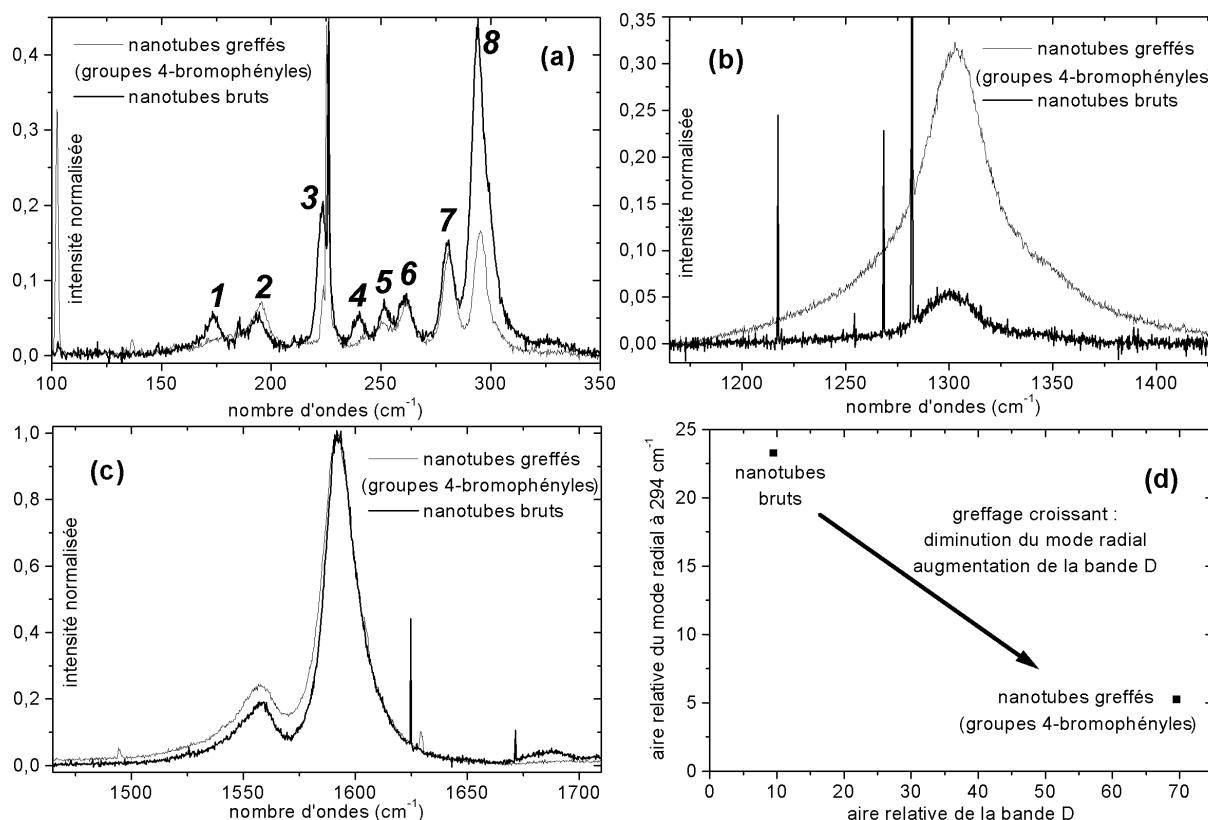 (a)
nanotubes greffés
(groupes 4-bromophényles)
nanotubes bruts
intensité normalisée
0,4
0,3
0,2
0,1
0,0
1
2
3
4
5
6
7
8
100
150
200
250
300
350
nombre d'ondes (cm-1)
(b)
nanotubes greffés
(groupes 4-bromophényles)
nanotubes bruts
intensité normalisée
0,35
0,30
0,25
0,20
0,15
0,10
0,05
0,00
1200
1250
1300
1350
1400
nombre d'ondes (cm-1)
(c)
nanotubes greffés
(groupes 4-bromophényles)
nanotubes bruts
intensité normalisée
1,0
0,8
0,6
0,4
0,2
0,0
1500
1550
1600
1650
1700
nombre d'ondes (cm-1)
(d)
aire relative du mode radial à 294 cm-1
25
20
15
10
5
0
nanotubes
bruts
greffage croissant :
diminution du mode radial
augmentation de la bande D
nanotubes greffés
(groupes 4-bromophényles)
0
10
20
30
40
50
60
70
aire relative de la bande D